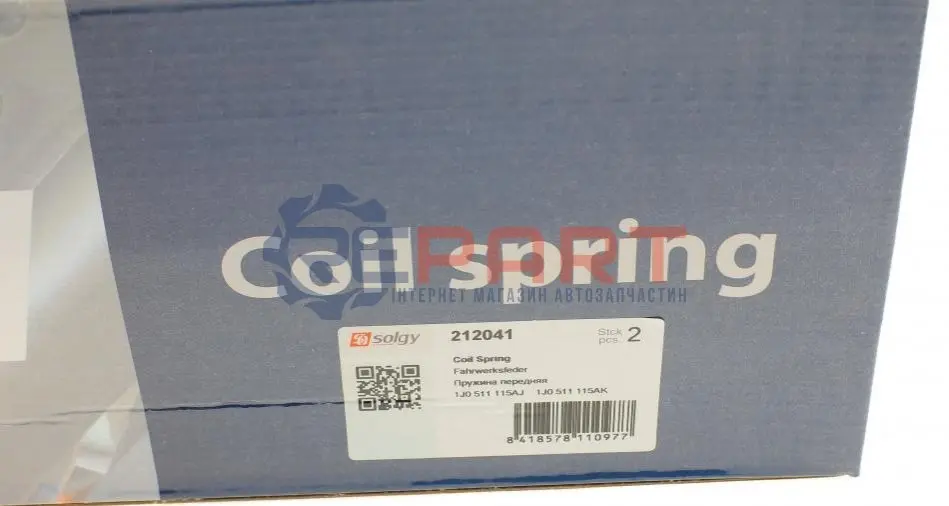 Coil spring
REPART
ІНТЕРНЕТ МАГАЗИН АВТОЗАПЧАСТИН
solgy 212041 Stck pcs. 2
Coil Spring
Fahrwerksfeder
Пружина передняя
1J0 511 115AJ 1J0 511 115AK
8 418578 110977